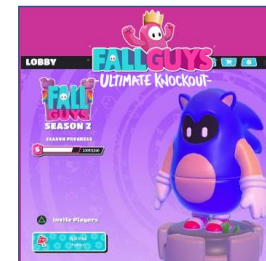 LOBBY
FALL GUYS
-ULTIMATE KNOCKOUT-
FALL
GUYS
SEASON 2
SEASON PROGRESS
Invite Players